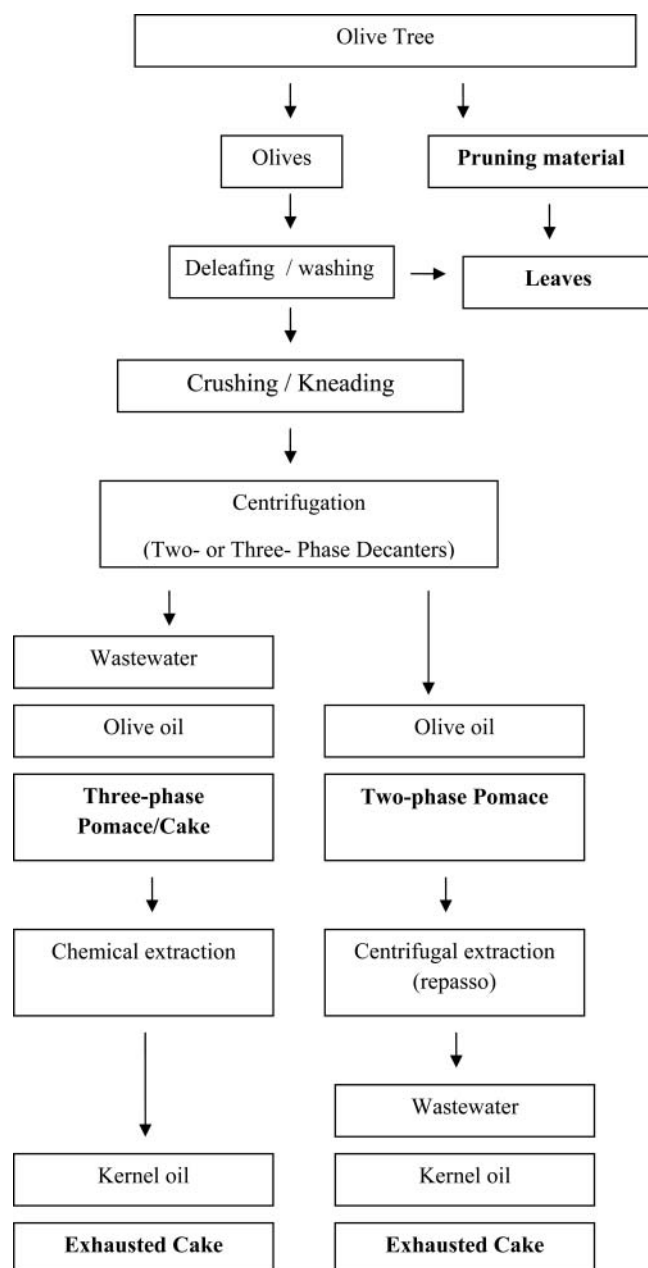 Olive Tree
Olives
Pruning material
Deleafing / washing
Leaves
Crushing / Kneading
Centrifugation
(Two- or Three- Phase Decanters)
Wastewater
Olive oil
Three-phase
Pomace/Cake
Olive oil
Two-phase Pomace
Chemical extraction
Centrifugal extraction
(repasso)
Kernel oil
Exhausted Cake
Wastewater
Kernel oil
Exhausted Cake